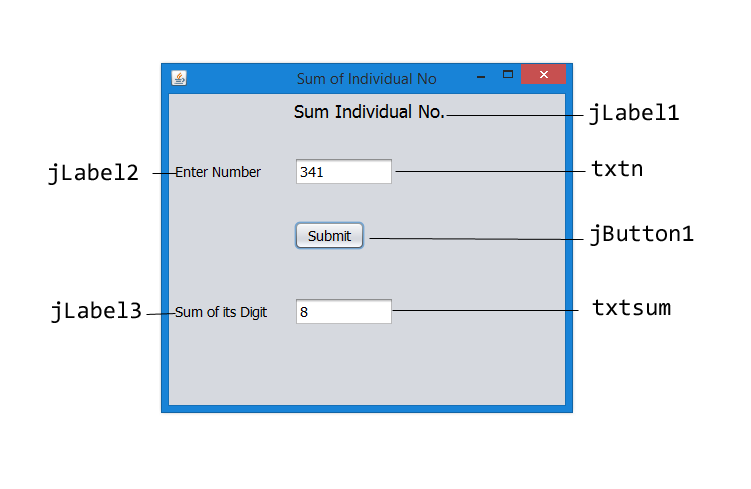 Sum of Individual No
Sum Individual No.
jLabel1
jLabel2
Enter Number
341
txtn
Submit
jButton1
jLabel3
Sum of its Digit
8
txtsum